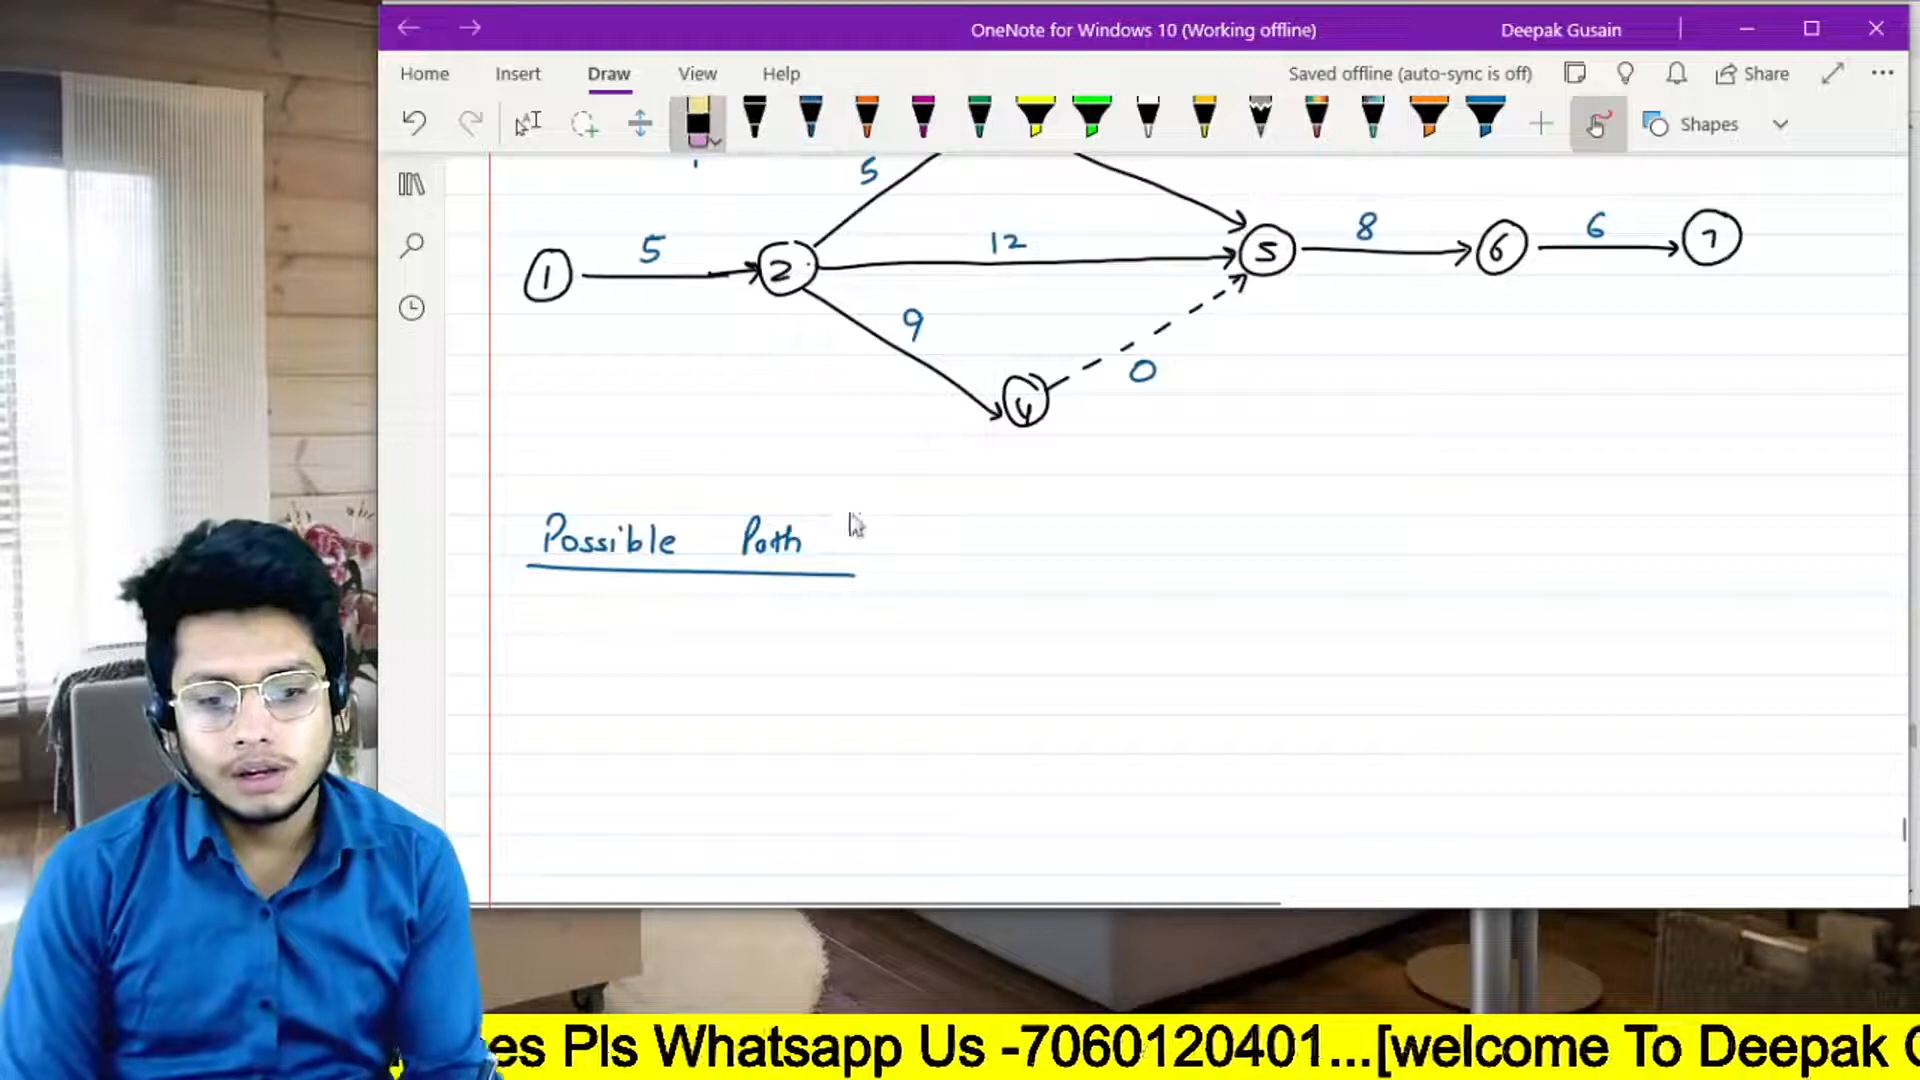 OneNote for Windows 10 (Working offline) Deepak Gusain
Home Insert Draw View Help Saved offline (auto-sync is off) Share
Shapes
5
1 5 2 12 5 8 6 6 7
9
4 0
Possible Path
es Pls Whatsapp Us -7060120401...[welcome To Deepak